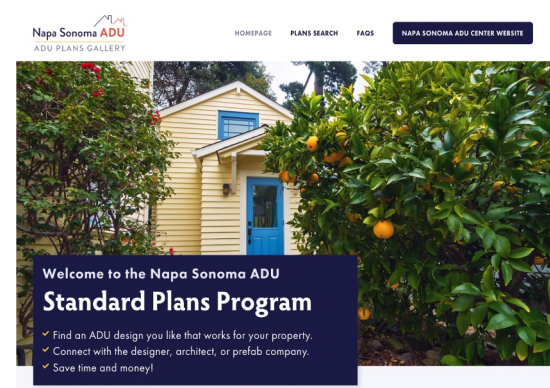 Napa Sonoma ADU
ADU PLANS GALLERY
HOMEPAGE PLANS SEARCH FAQS NAPA SONOMA ADU CENTER WEBSITE
Welcome to the Napa Sonoma ADU
Standard Plans Program
Find an ADU design you like that works for your property.
Connect with the designer, architect, or prefab company.
Save time and money!